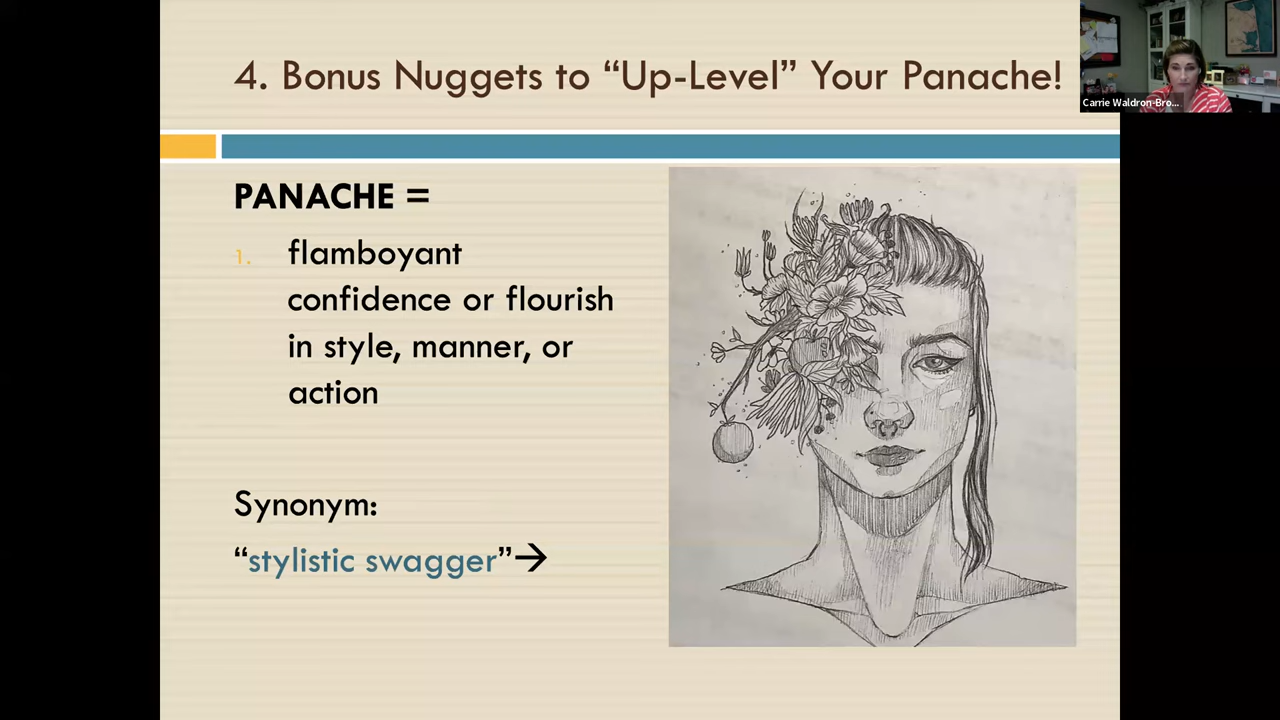 4. Bonus Nuggets to “Up-Level” Your Panache!
Carrie Waldron-Bro...
PANACHE =
1. flamboyant
confidence or flourish
in style, manner, or
action
Synonym:
“stylistic swagger”→